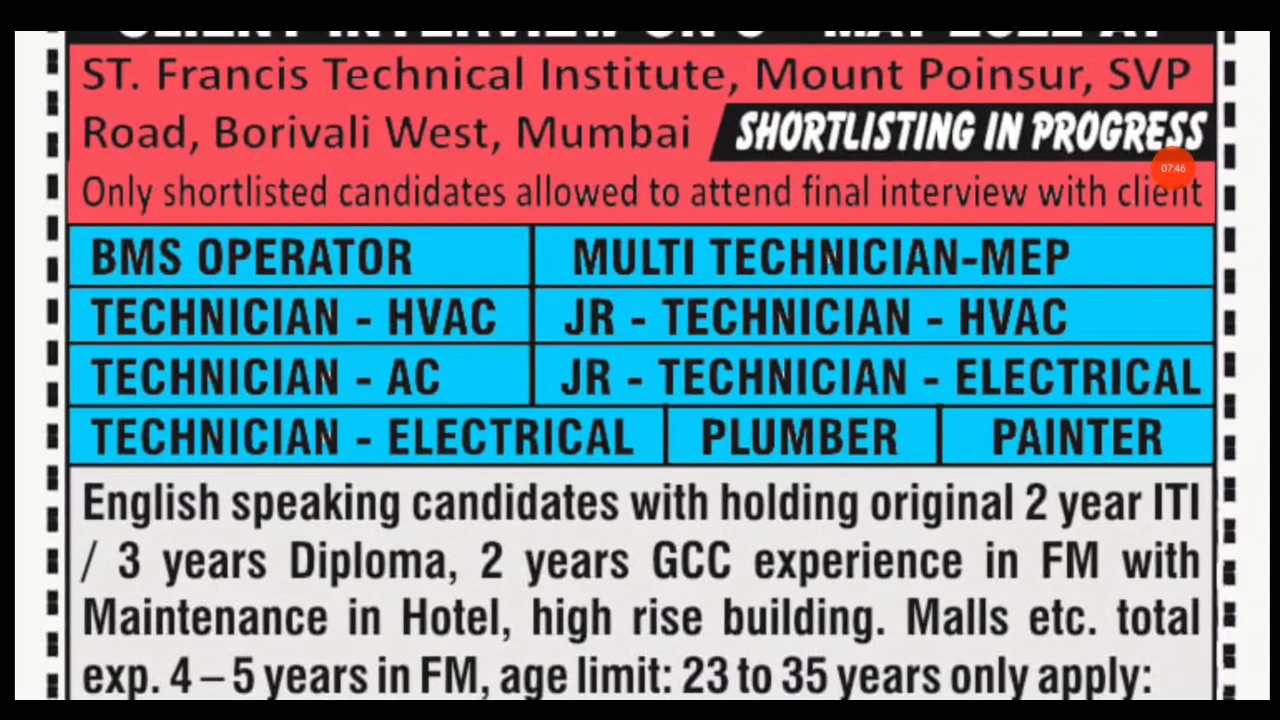 ST. Francis Technical Institute, Mount Poinsur, SVP
Road, Borivali West, Mumbai SHORTLISTING IN PROGRESS
07:46
Only shortlisted candidates allowed to attend final interview with client
BMS OPERATOR MULTI TECHNICIAN-MEP
TECHNICIAN - HVAC JR - TECHNICIAN - HVAC
TECHNICIAN - AC JR - TECHNICIAN - ELECTRICAL
TECHNICIAN - ELECTRICAL PLUMBER PAINTER
English speaking candidates with holding original 2 year ITI
/ 3 years Diploma, 2 years GCC experience in FM with
Maintenance in Hotel, high rise building. Malls etc. total
exp. 4 – 5 years in FM, age limit: 23 to 35 years only apply: